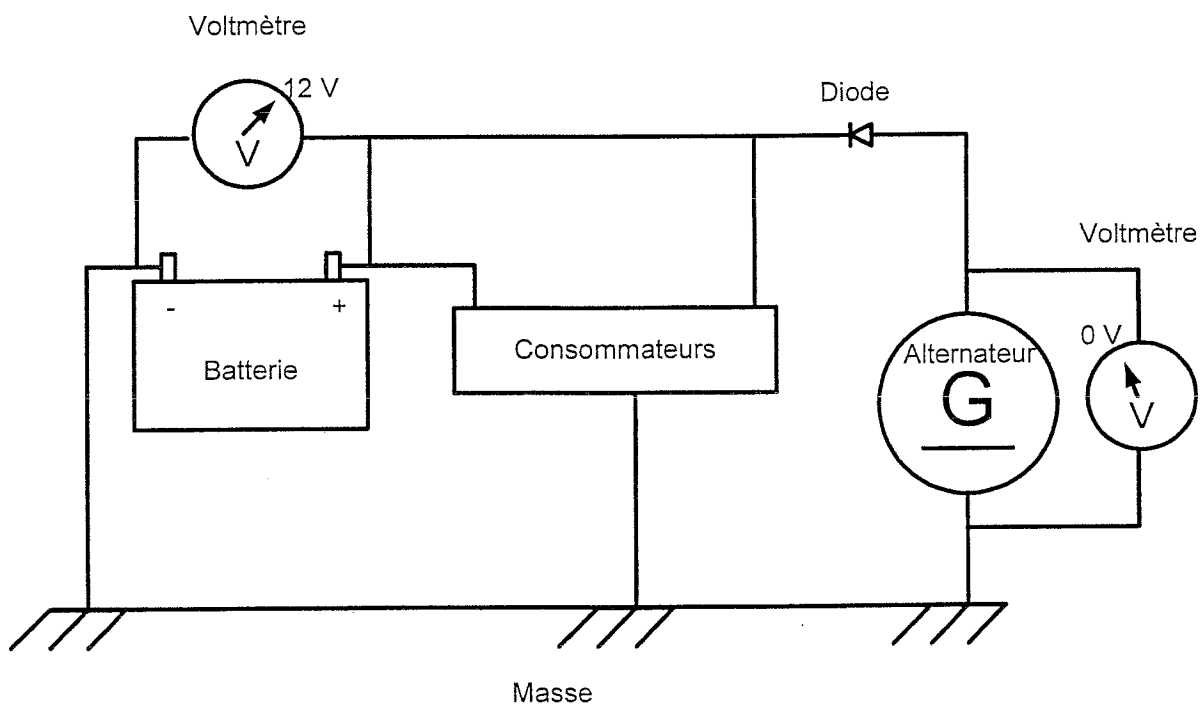 Voltmètre
12 V
V
Diode
Voltmètre
- +
Batterie
Consommateurs
0 V
Alternateur
G
V
Masse